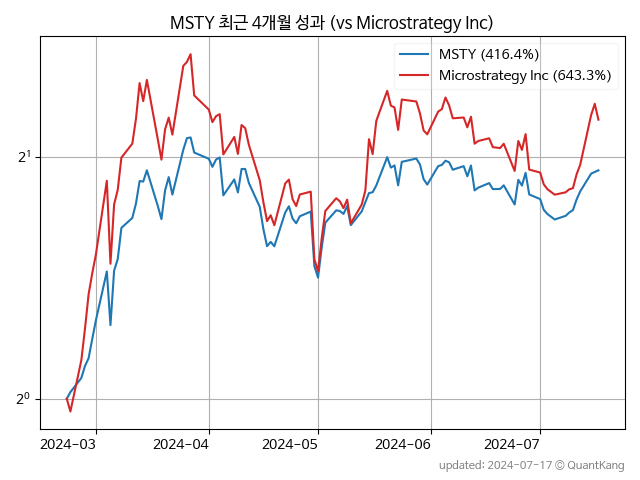 MSTY 최근 4개월 성과 (vs Microstrategy Inc)
MSTY (416.4%)
Microstrategy Inc (643.3%)
2¹
2⁰
2024-03 2024-04 2024-05 2024-06 2024-07
updated: 2024-07-17 © QuantKang